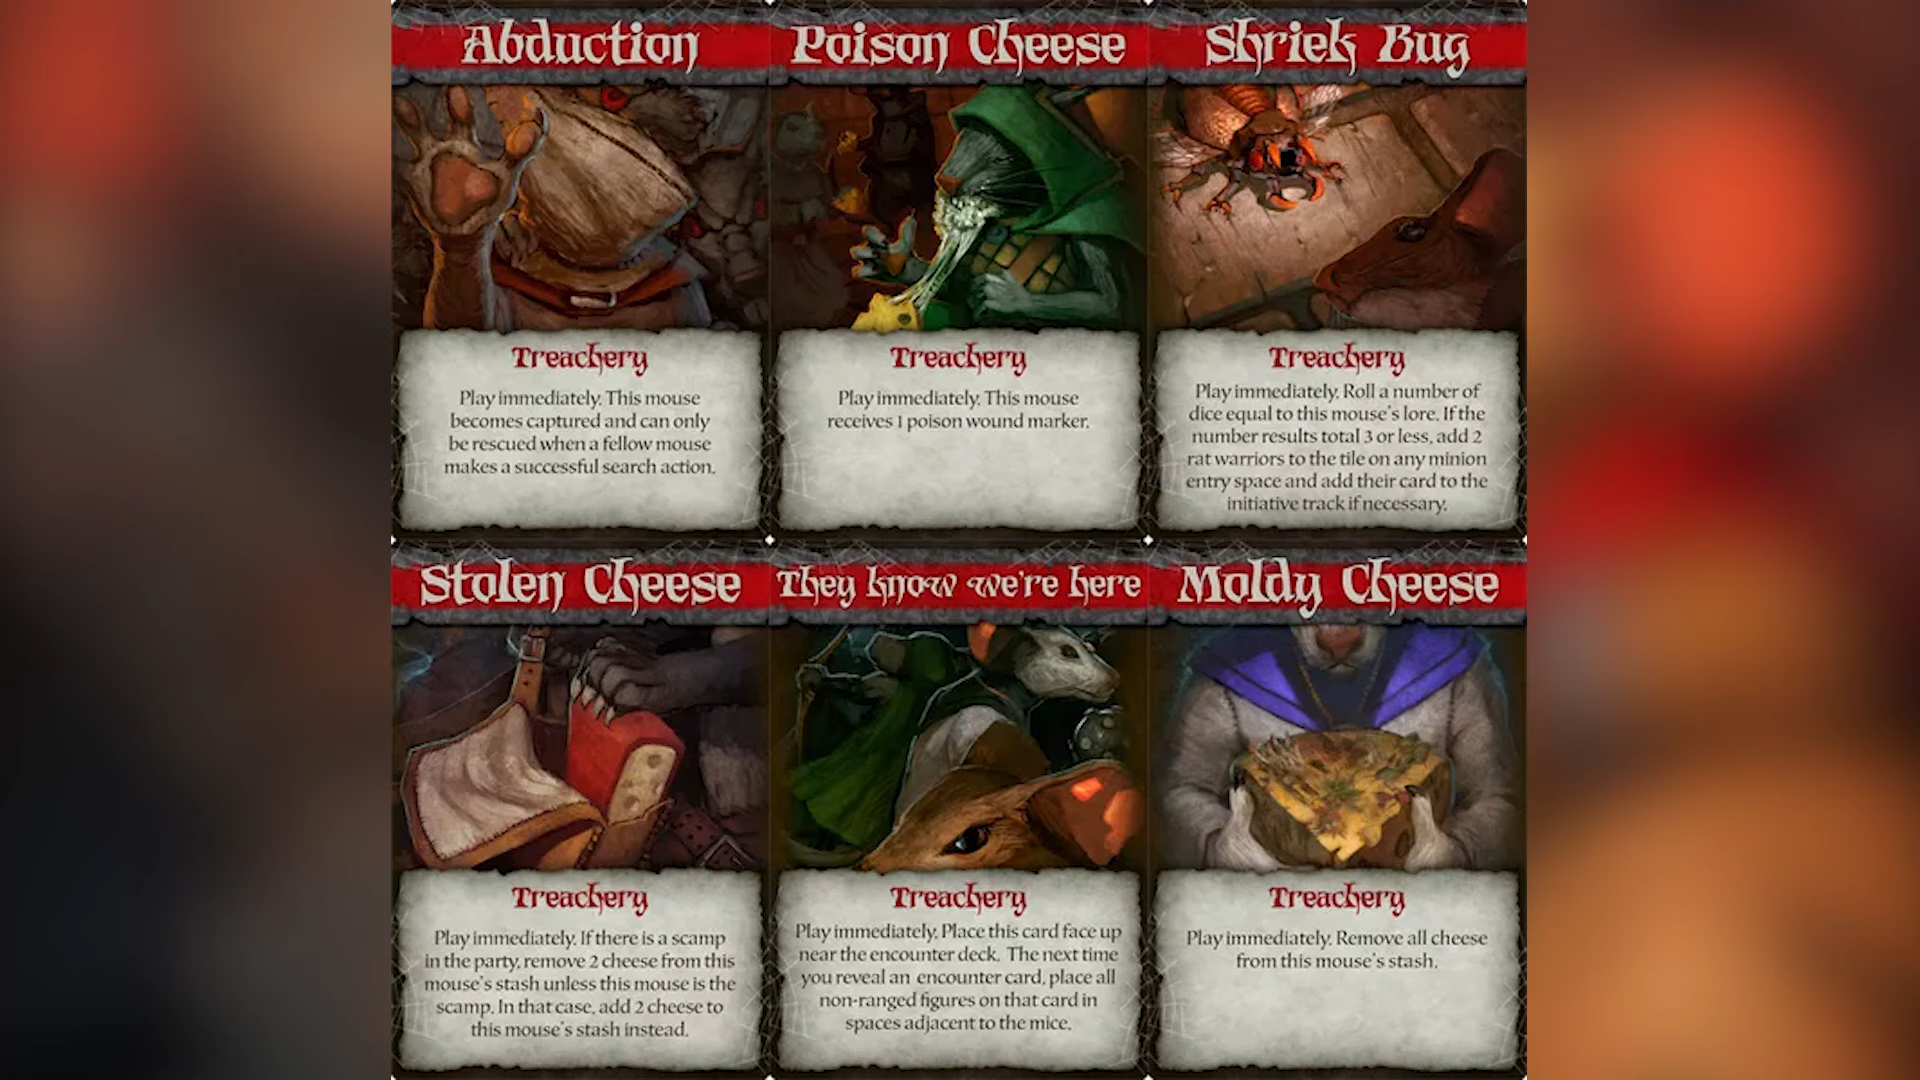 Abduction
Treachery
Play immediately. This mouse
becomes captured and can only
be rescued when a fellow mouse
makes a successful search action.
Poison Cheese
Treachery
Play immediately. This mouse
receives 1 poison wound marker.
Shriek Bug
Treachery
Play immediately. Roll a number of
dice equal to this mouse's lore. If the
number results total 3 or less, add 2
rat warriors to the tile on any minion
entry space and add their card to the
initiative track if necessary.
Stolen Cheese
Treachery
Play immediately. If there is a scamp
in the party, remove 2 cheese from this
mouse's stash unless this mouse is the
scamp. In that case, add 2 cheese to
this mouse's stash instead.
They know we're here
Treachery
Play immediately. Place this card face up
near the encounter deck. The next time
you reveal an encounter card, place all
non-ranged figures on that card in
spaces adjacent to the mice.
Moldy Cheese
Treachery
Play immediately. Remove all cheese
from this mouse's stash.